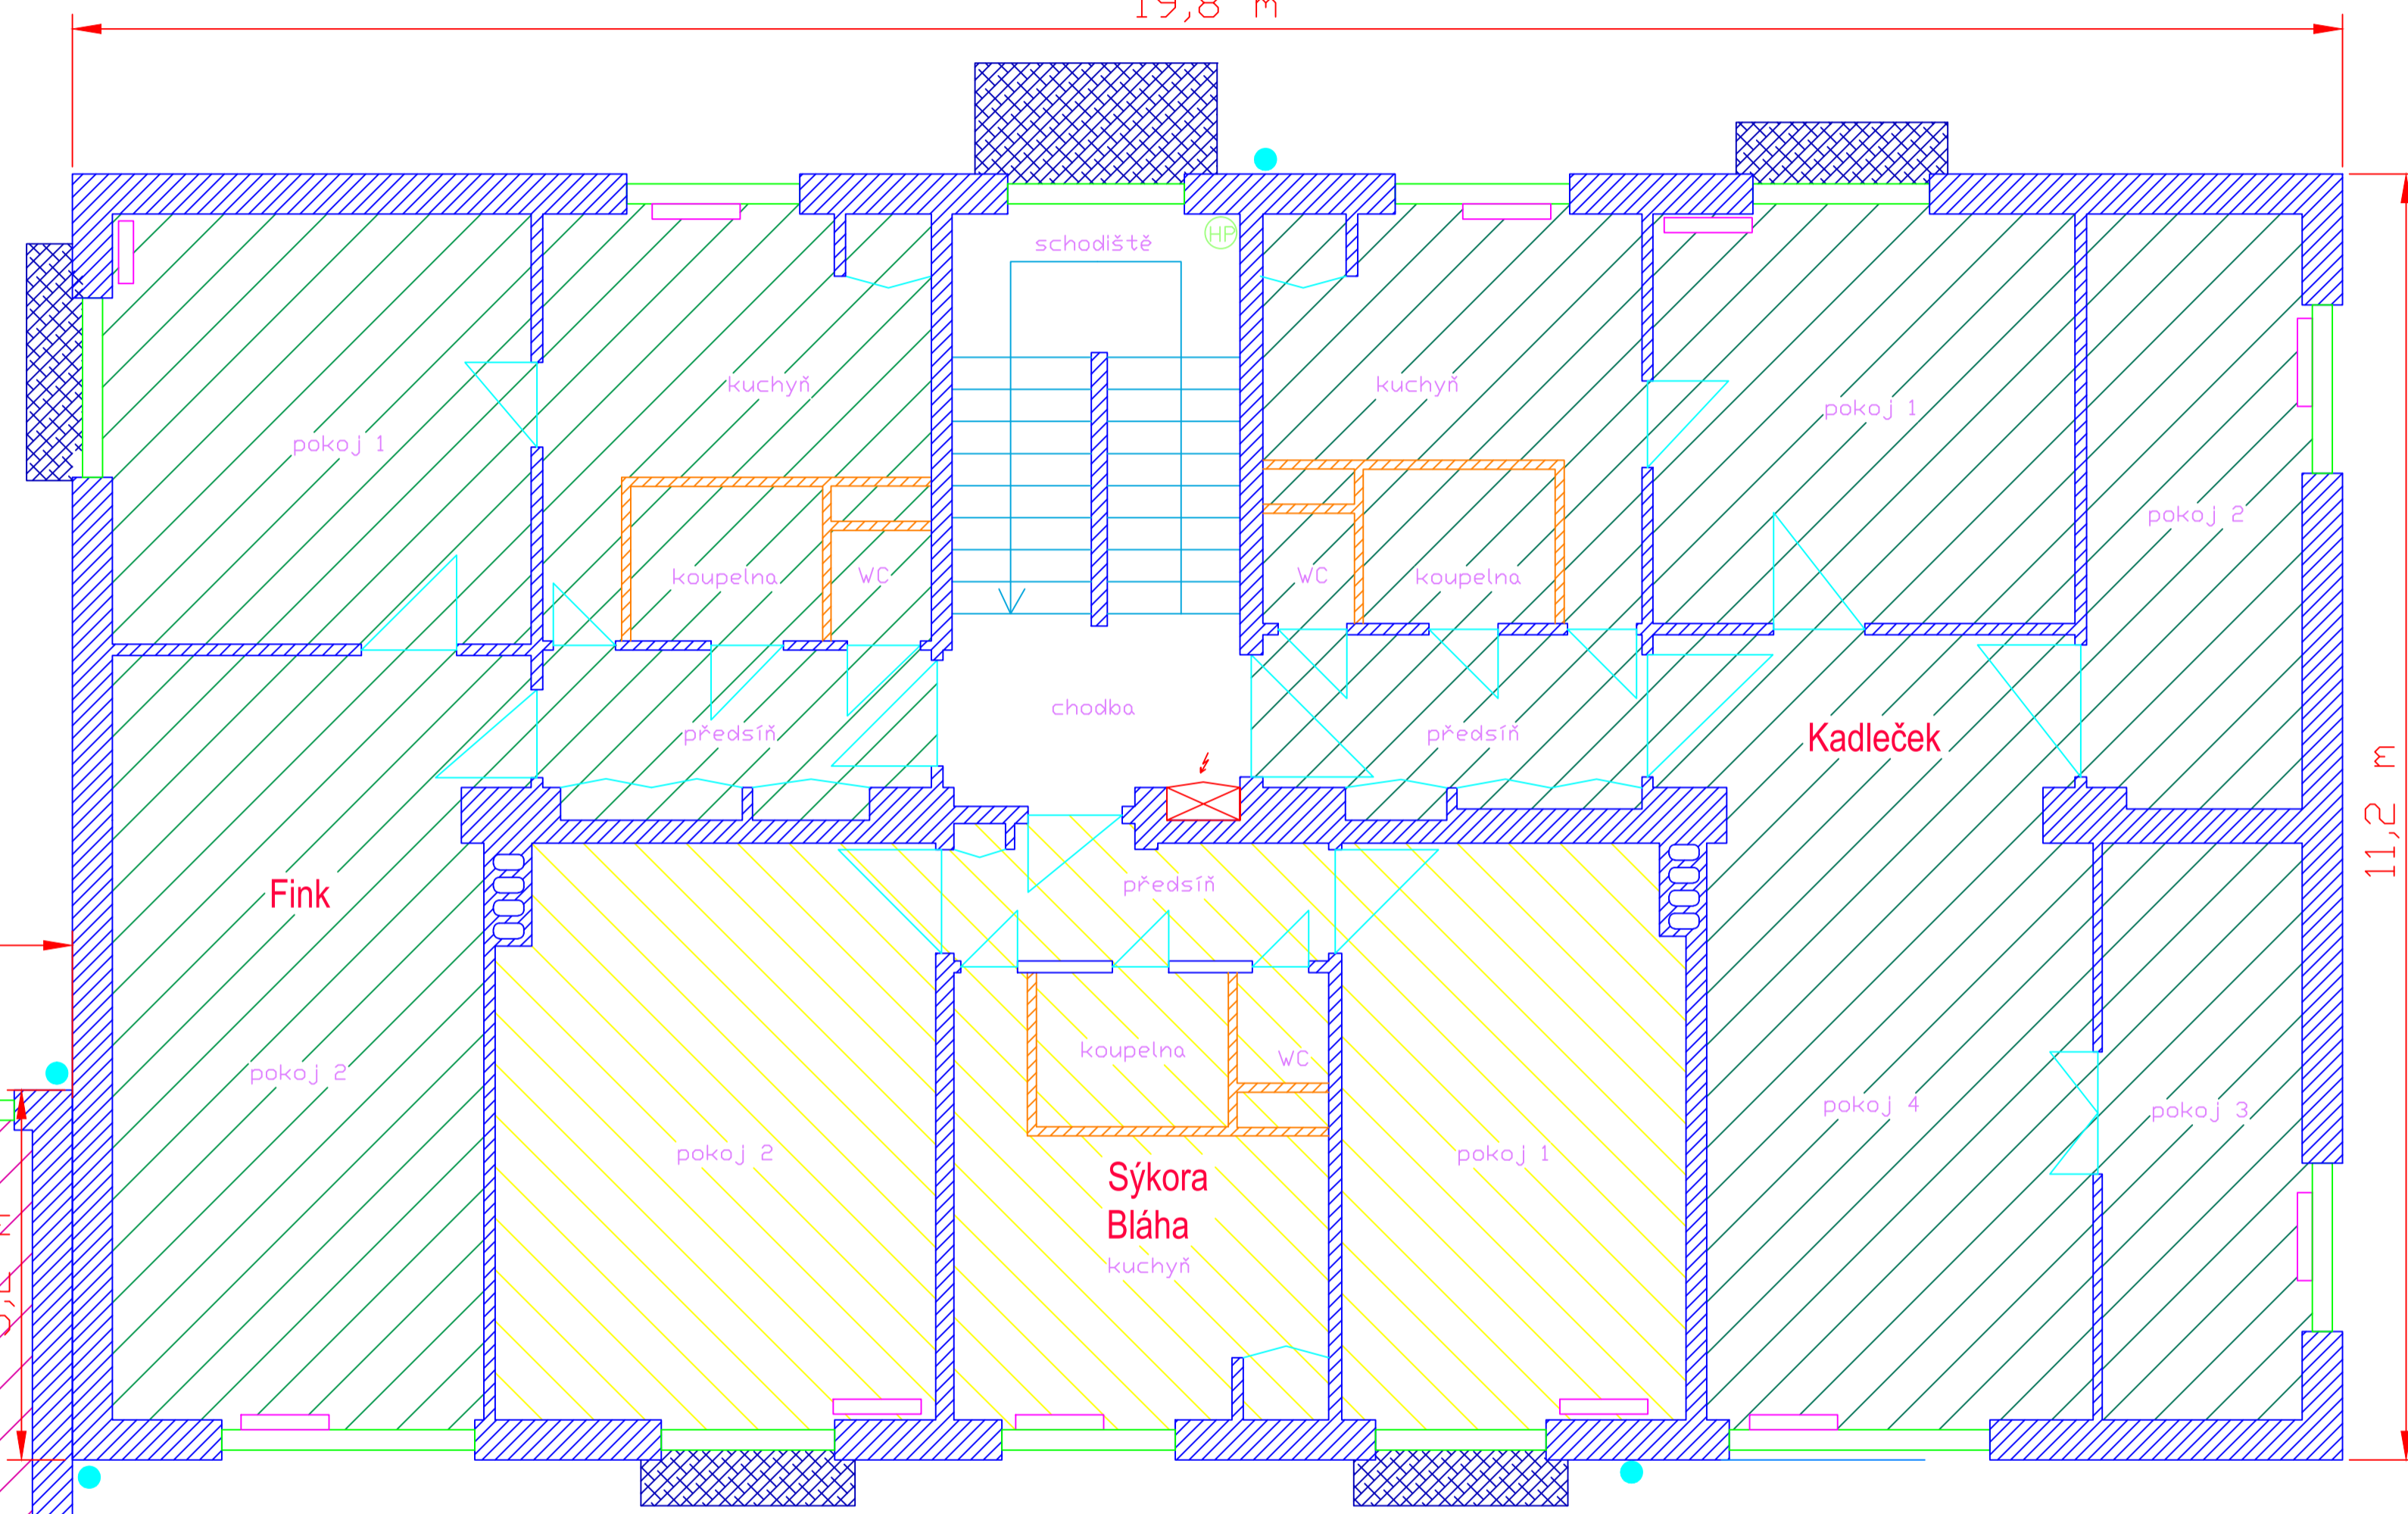 19,8 m
schodiště
HP
kuchyň
kuchyň
pokoj 1
pokoj 1
pokoj 2
koupelna
WC
WC
koupelna
chodba
předsíň
předsíň
Kadleček
11,2 m
Fink
předsíň
pokoj 2
koupelna
WC
pokoj 4
pokoj 3
pokoj 2
pokoj 1
Sýkora
Bláha
kuchyň